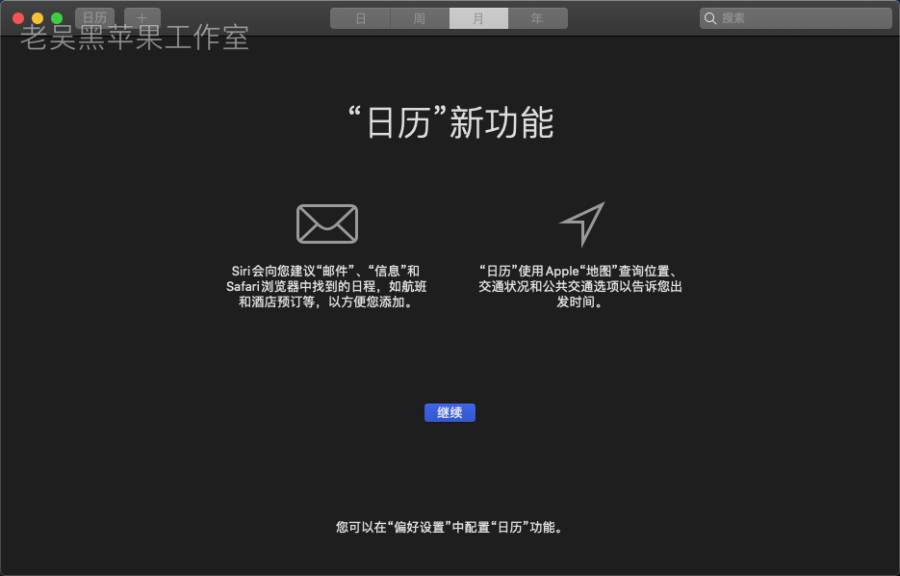 日历
+
日
周
月
年
搜索
老吴黑苹果工作室
“日历”新功能
Siri会向您建议“邮件”、“信息”和
Safari浏览器中找到的日程，如航班
和酒店预订等，以方便您添加。
“日历”使用Apple“地图”查询位置、
交通状况和公共交通选项以告诉您出
发时间。
继续
您可以在“偏好设置”中配置“日历”功能。